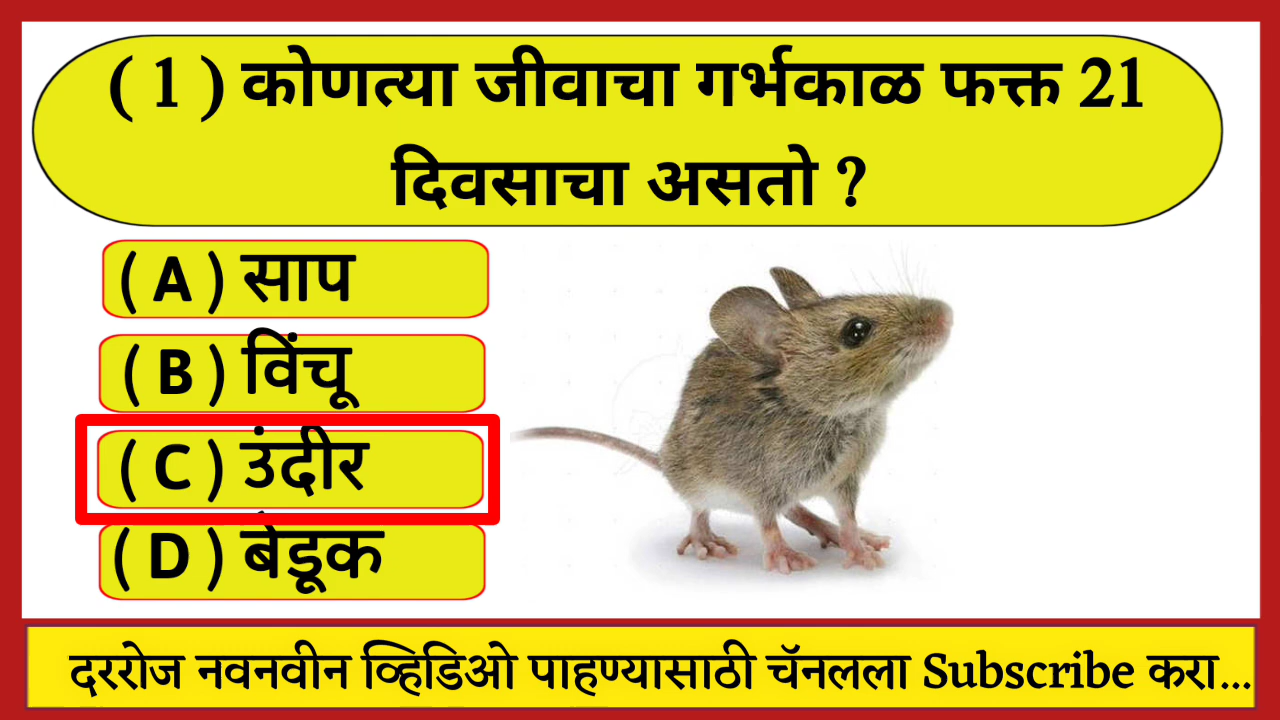 ( 1 ) कोणत्या जीवाचा गर्भकाळ फक्त 21
दिवसाचा असतो ?
( A ) साप
( B ) विंचू
( C ) उंदीर
( D ) बेडूक
दररोज नवनवीन व्हिडिओ पाहण्यासाठी चॅनलला Subscribe करा...